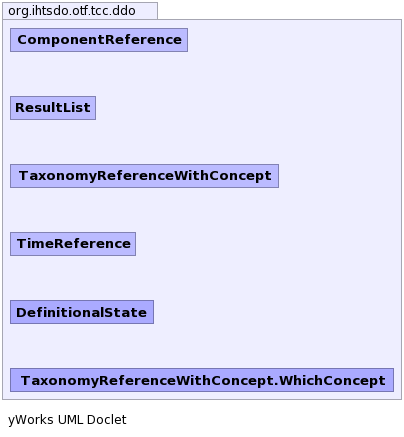 org.ihtsdo.otf.tcc.ddo
ComponentReference
ResultList
TaxonomyReferenceWithConcept
TimeReference
DefinitionalState
TaxonomyReferenceWithConcept.WhichConcept
yWorks UML Doclet